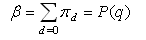 β = ∑_{d=0} π_d = P(q)